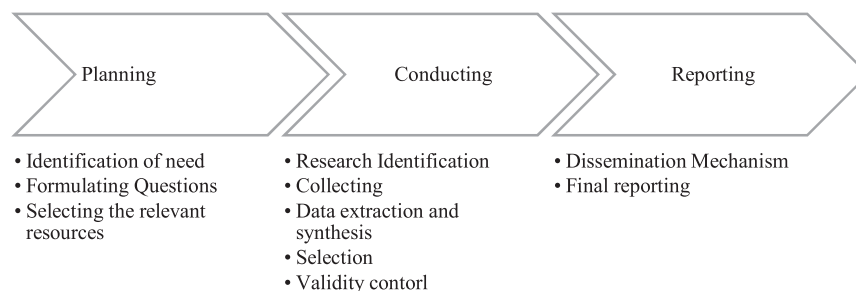 Planning
Conducting
Reporting
• Identification of need
• Formulating Questions
• Selecting the relevant
resources
• Research Identification
• Collecting
• Data extraction and
synthesis
• Selection
• Validity contorl
• Dissemination Mechanism
• Final reporting